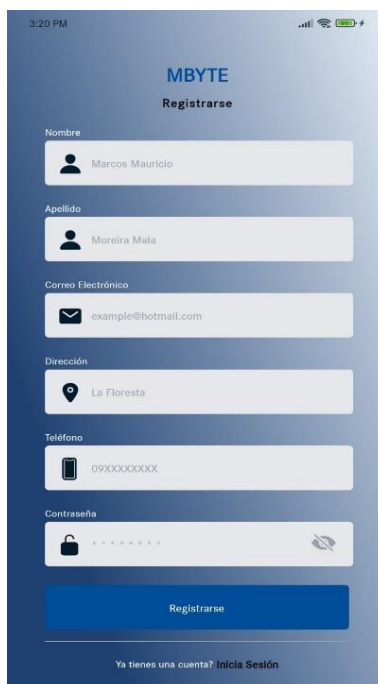 3:20 PM
MBYTE
Registrarse
Nombre
Marcos Mauricio
Apellido
Moreira Mala
Correo Electrónico
example@hotmail.com
Dirección
La Floresta
Teléfono
09XXXXXXXX
Contraseña
* * * * * * * *
Registrarse
Ya tienes una cuenta? Inicia Sesión